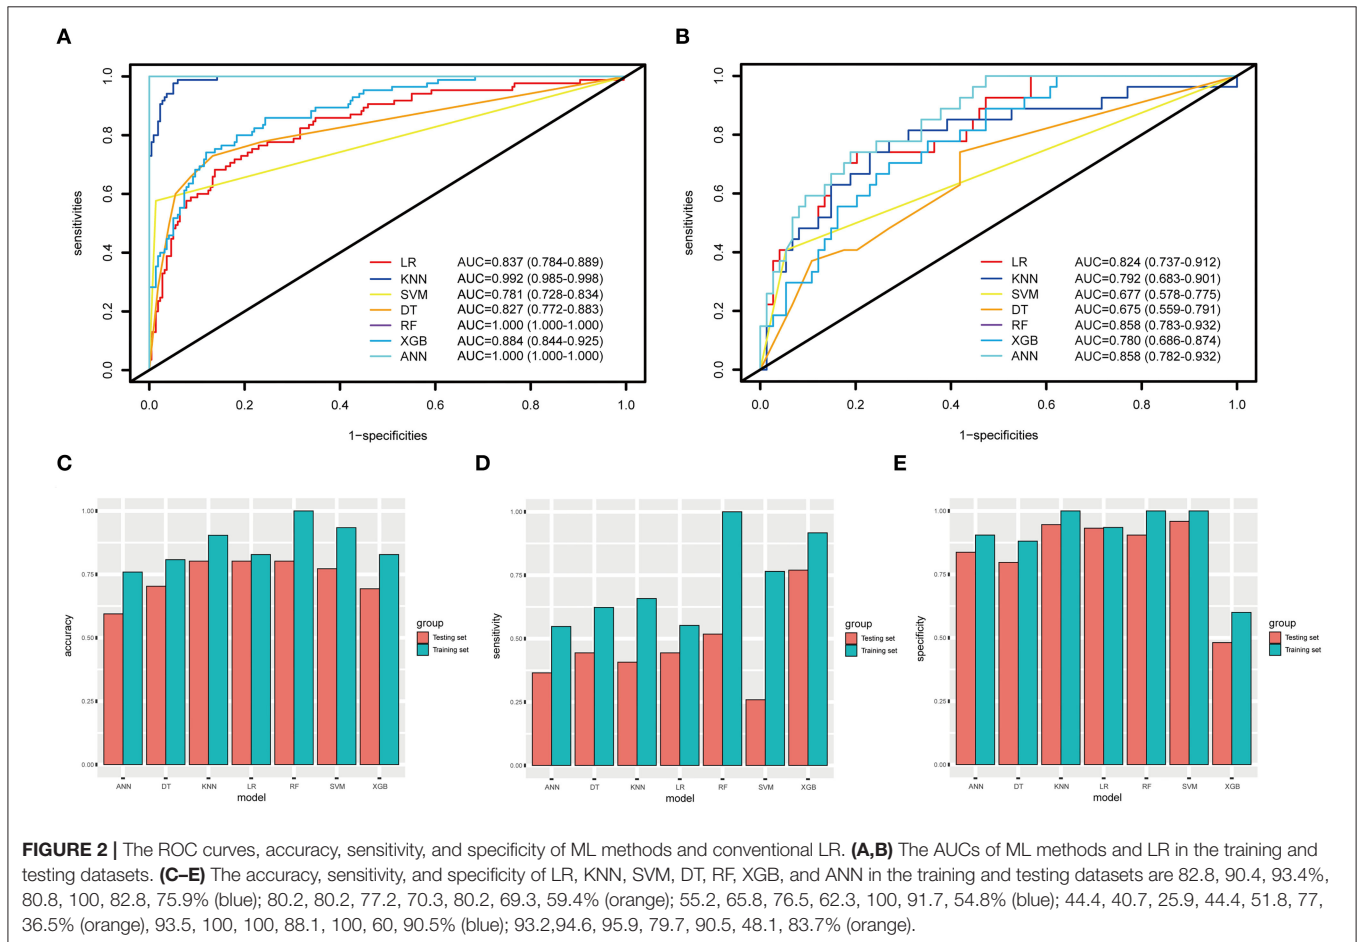 A
B
1.0
0.8
0.6
0.4
0.2
0.0
sensitivities
LR AUC=0.837 (0.784-0.889)
KNN AUC=0.992 (0.985-0.998)
SVM AUC=0.781 (0.728-0.834)
DT AUC=0.827 (0.772-0.883)
RF AUC=1.000 (1.000-1.000)
XGB AUC=0.884 (0.844-0.925)
ANN AUC=1.000 (1.000-1.000)
0.0 0.2 0.4 0.6 0.8 1.0
1−specificities
1.0
0.8
0.6
0.4
0.2
0.0
sensitivities
LR AUC=0.824 (0.737-0.912)
KNN AUC=0.792 (0.683-0.901)
SVM AUC=0.677 (0.578-0.775)
DT AUC=0.675 (0.559-0.791)
RF AUC=0.858 (0.783-0.932)
XGB AUC=0.780 (0.686-0.874)
ANN AUC=0.858 (0.782-0.932)
0.0 0.2 0.4 0.6 0.8 1.0
1−specificities
C
D
E
1.00
0.75
0.50
0.25
0.00
accuracy
ANN DT KNN LR RF SVM XGB
model
group
Testing set
Training set
1.00
0.75
0.50
0.25
0.00
sensitivity
ANN DT KNN LR RF SVM XGB
model
group
Testing set
Training set
1.00
0.75
0.50
0.25
0.00
specificity
ANN DT KNN LR RF SVM XGB
model
group
Testing set
Training set
FIGURE 2 | The ROC curves, accuracy, sensitivity, and specificity of ML methods and conventional LR. (A,B) The AUCs of ML methods and LR in the training and
testing datasets. (C–E) The accuracy, sensitivity, and specificity of LR, KNN, SVM, DT, RF, XGB, and ANN in the training and testing datasets are 82.8, 90.4, 93.4%,
80.8, 100, 82.8, 75.9% (blue); 80.2, 80.2, 77.2, 70.3, 80.2, 69.3, 59.4% (orange); 55.2, 65.8, 76.5, 62.3, 100, 91.7, 54.8% (blue); 44.4, 40.7, 25.9, 44.4, 51.8, 77,
36.5% (orange), 93.5, 100, 100, 88.1, 100, 60, 90.5% (blue); 93.2,94.6, 95.9, 79.7, 90.5, 48.1, 83.7% (orange).